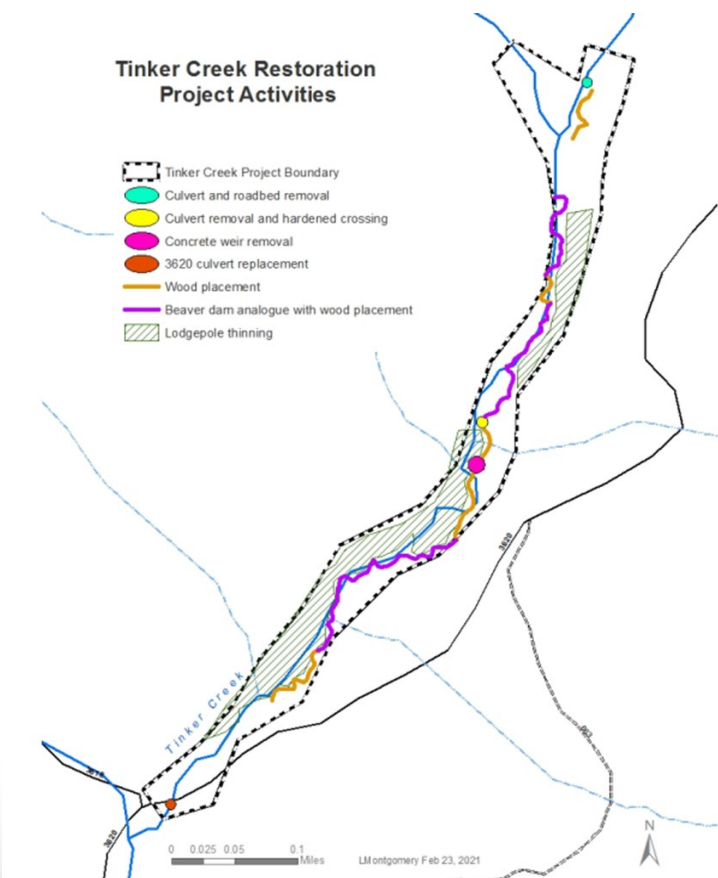 Tinker Creek Restoration
Project Activities
Tinker Creek Project Boundary
Culvert and roadbed removal
Culvert removal and hardened crossing
Concrete weir removal
3620 culvert replacement
Wood placement
Beaver dam analogue with wood placement
Lodgepole thinning
3620
Tinker Creek
3620
0 0.025 0.05 0.1
Miles
LMontgomery Feb 23, 2021
N